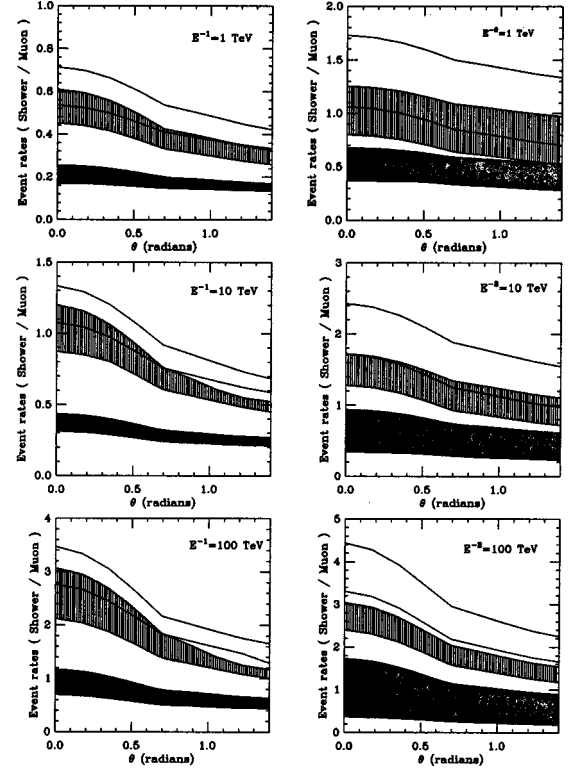 Event rates ( Shower / Muon )
1.0
0.8
0.6
0.4
0.2
0.0
E⁻¹=1 TeV
0.0
0.5
1.0
θ (radians)
Event rates ( Shower / Muon )
2.0
1.5
1.0
0.5
0.0
E⁻²=1 TeV
0.0
0.5
1.0
θ (radians)
Event rates ( Shower / Muon )
1.5
1.0
0.5
0.0
E⁻¹=10 TeV
0.0
0.5
1.0
θ (radians)
Event rates ( Shower / Muon )
3
2
1
0
E⁻²=10 TeV
0.0
0.5
1.0
θ (radians)
Event rates ( Shower / Muon )
4
3
2
1
0
E⁻¹=100 TeV
0.0
0.5
1.0
θ (radians)
Event rates ( Shower / Muon )
5
4
3
2
1
0
E⁻²=100 TeV
0.0
0.5
1.0
θ (radians)